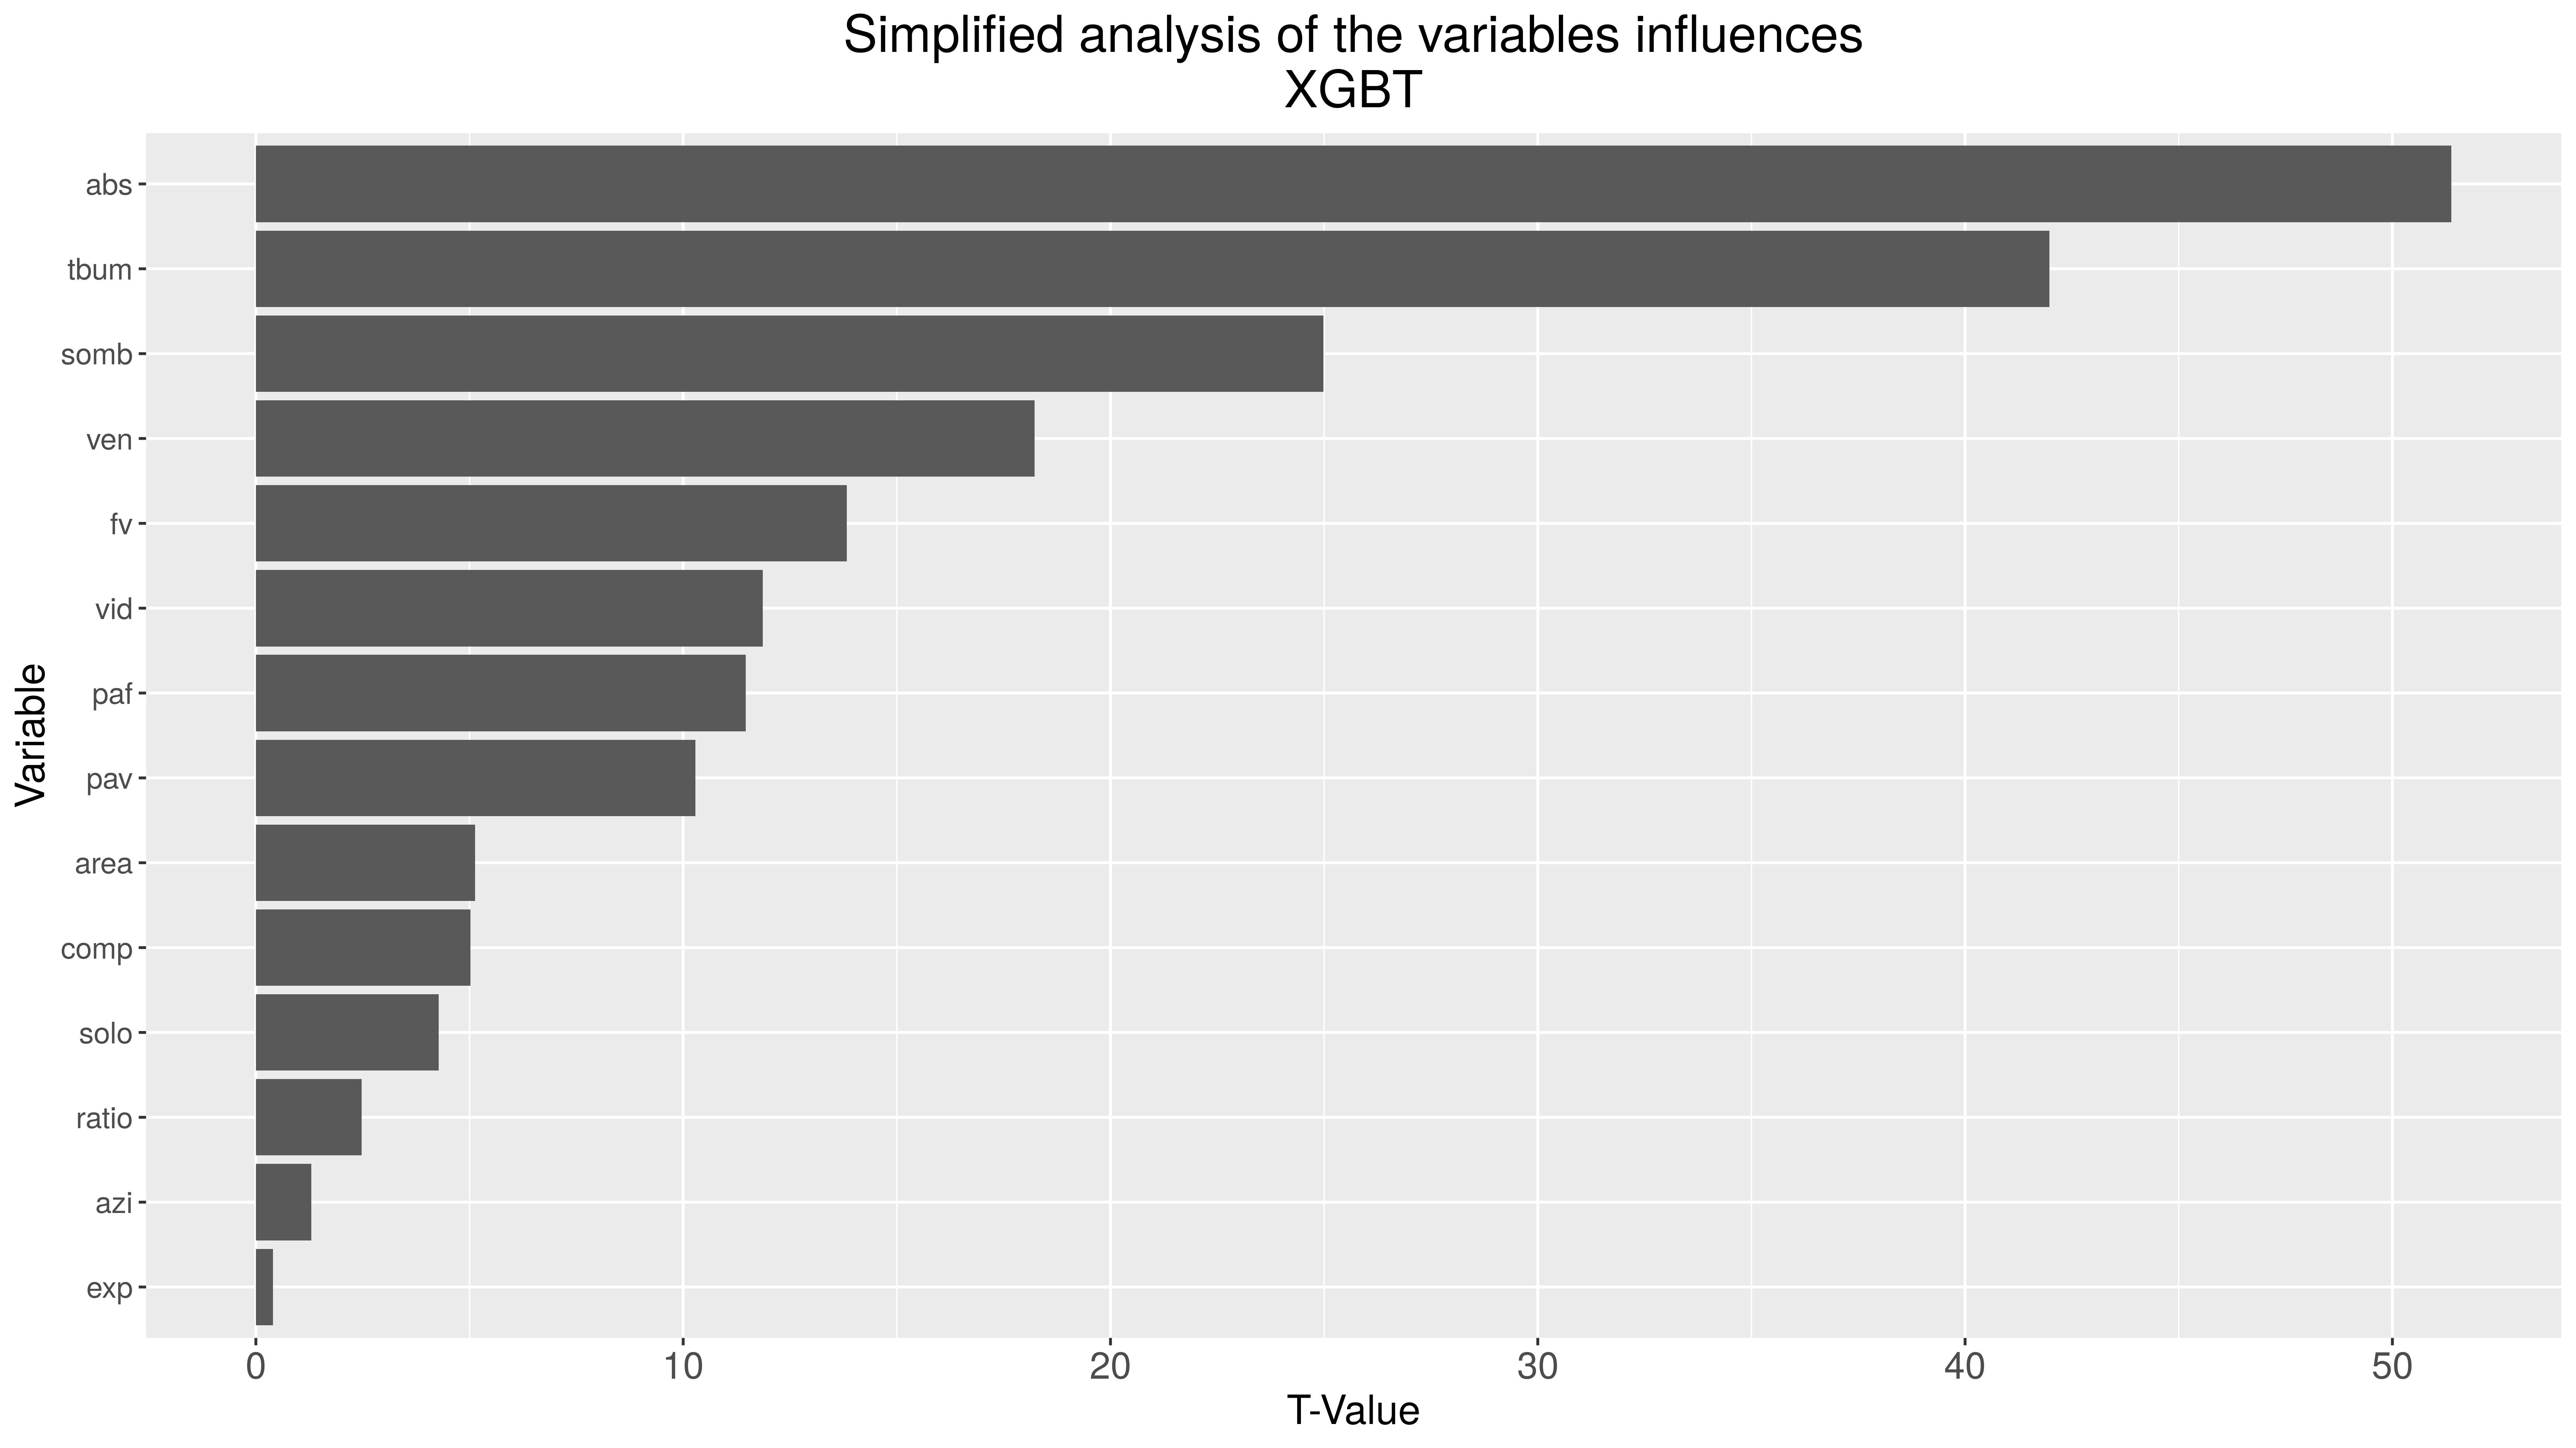 Simplified analysis of the variables influences
XGBT
Variable
abs
tbum
somb
ven
fv
vid
paf
pav
area
comp
solo
ratio
azi
exp
0 10 20 30 40 50
T-Value